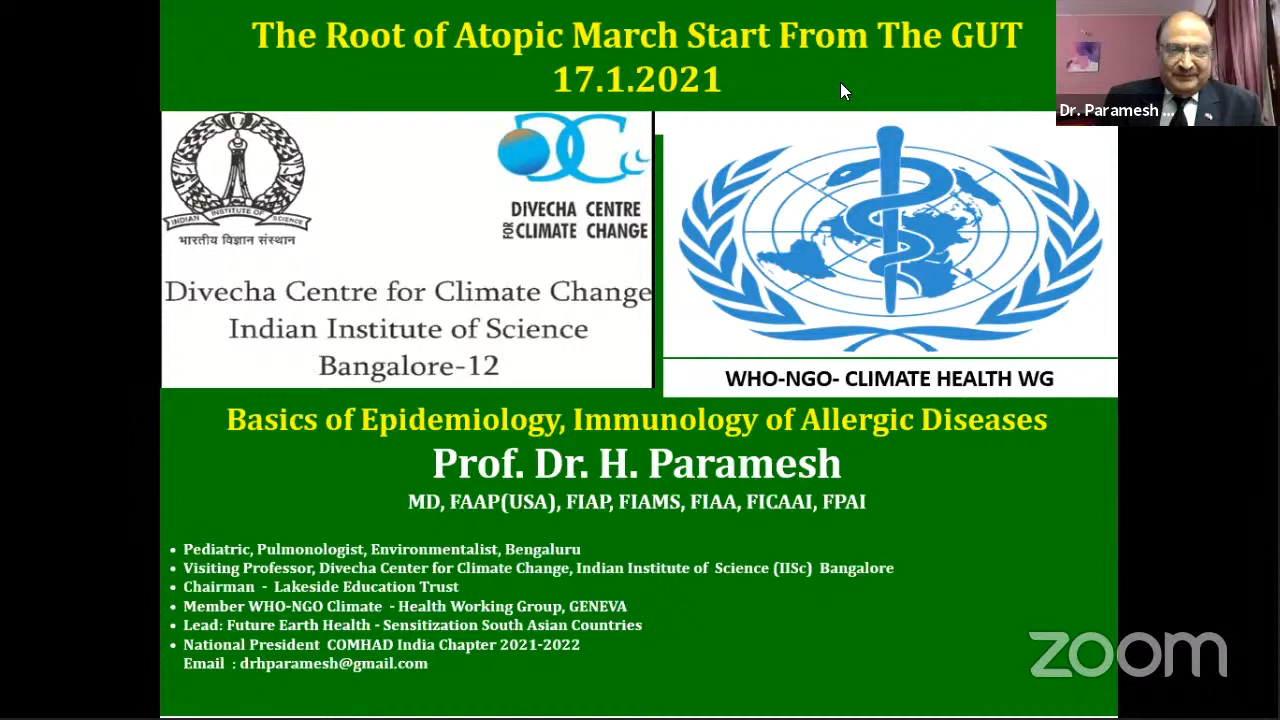 The Root of Atopic March Start From The GUT
17.1.2021
Dr. Paramesh ...
INDIAN INSTITUTE OF SCIENCE
भारतीय विज्ञान संस्थान
DIVECHA CENTRE
FOR CLIMATE CHANGE
Divecha Centre for Climate Change
Indian Institute of Science
Bangalore-12
WHO-NGO- CLIMATE HEALTH WG
Basics of Epidemiology, Immunology of Allergic Diseases
Prof. Dr. H. Paramesh
MD, FAAP(USA), FIAP, FIAMS, FIAA, FICAAI, FPAI
• Pediatric, Pulmonologist, Environmentalist, Bengaluru
• Visiting Professor, Divecha Center for Climate Change, Indian Institute of Science (IISc) Bangalore
• Chairman - Lakeside Education Trust
• Member WHO-NGO Climate - Health Working Group, GENEVA
• Lead: Future Earth Health - Sensitization South Asian Countries
• National President COMHAD India Chapter 2021-2022
Email : drhparamesh@gmail.com
zoom